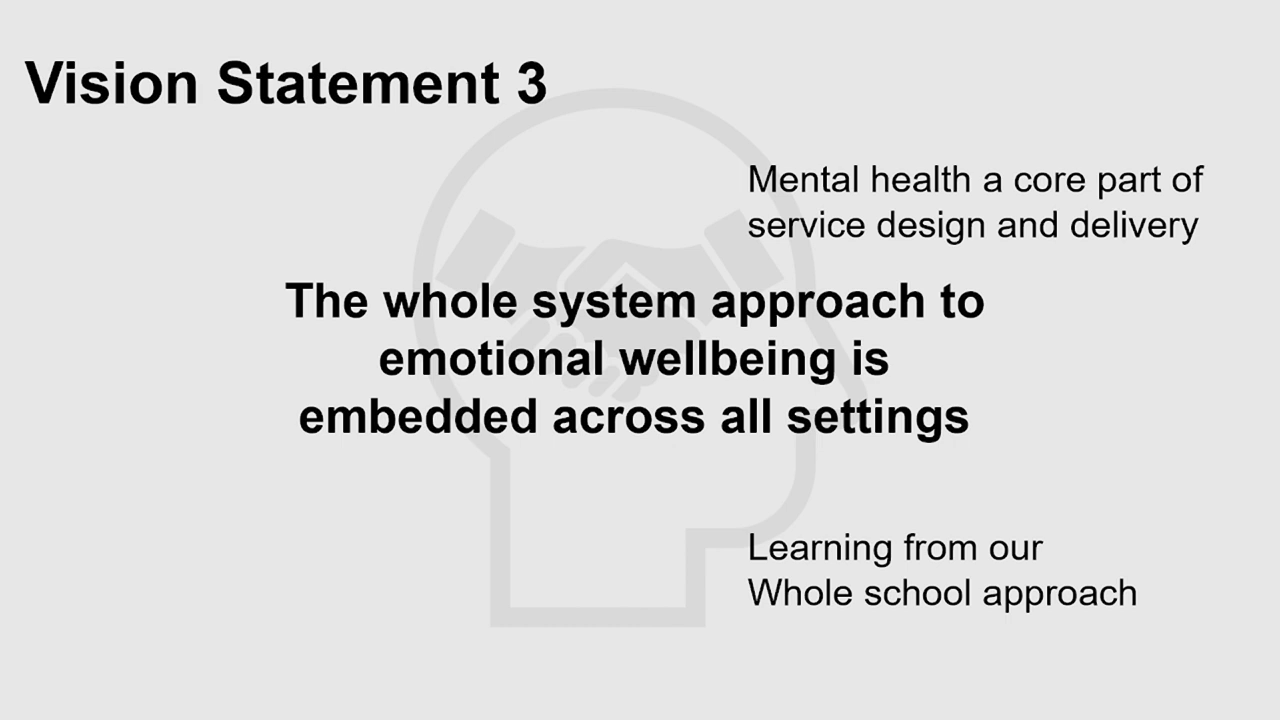 Vision Statement 3
Mental health a core part of
service design and delivery
The whole system approach to
emotional wellbeing is
embedded across all settings
Learning from our
Whole school approach